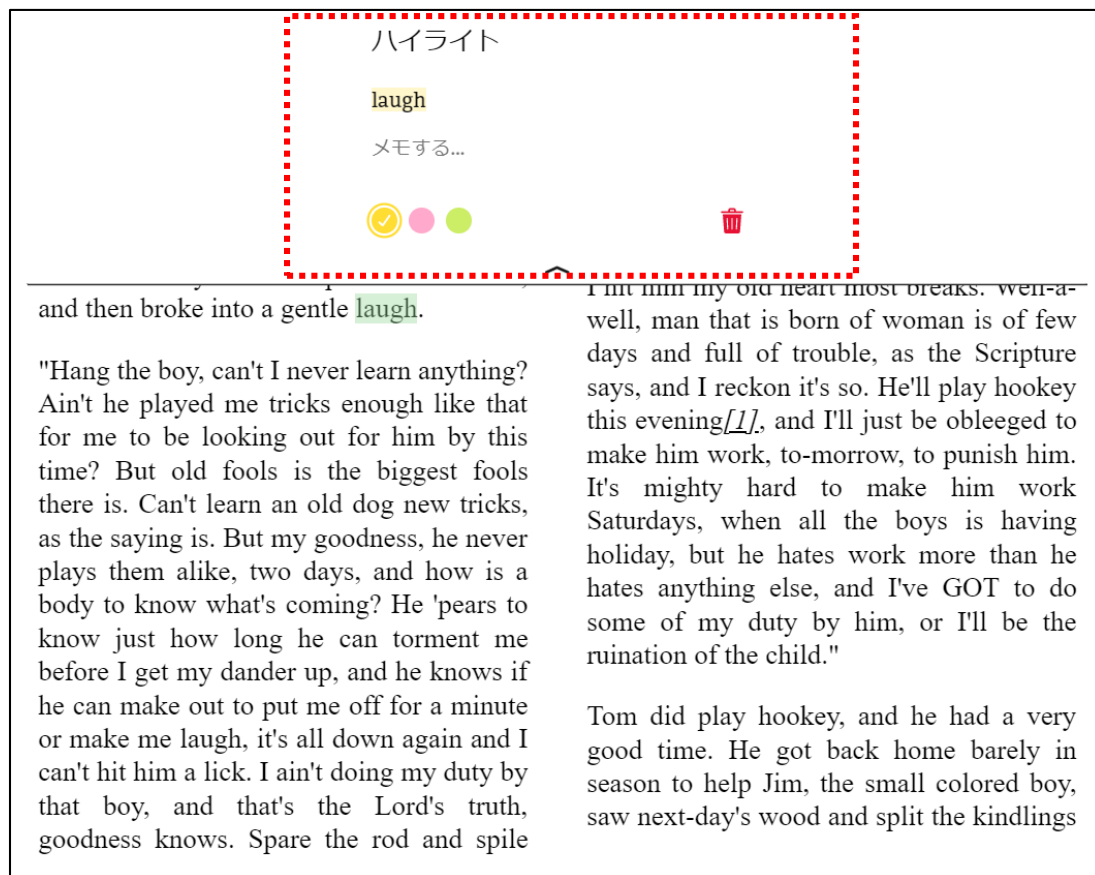 ハイライト
laugh
メモする...
and then broke into a gentle laugh.
"Hang the boy, can't I never learn anything?
Ain't he played me tricks enough like that
for me to be looking out for him by this
time? But old fools is the biggest fools
there is. Can't learn an old dog new tricks,
as the saying is. But my goodness, he never
plays them alike, two days, and how is a
body to know what's coming? He 'pears to
know just how long he can torment me
before I get my dander up, and he knows if
he can make out to put me off for a minute
or make me laugh, it's all down again and I
can't hit him a lick. I ain't doing my duty by
that boy, and that's the Lord's truth,
goodness knows. Spare the rod and spile
I hit him my old heart most breaks. Well-a-
well, man that is born of woman is of few
days and full of trouble, as the Scripture
says, and I reckon it's so. He'll play hookey
this evening[1], and I'll just be obleeged to
make him work, to-morrow, to punish him.
It's mighty hard to make him work
Saturdays, when all the boys is having
holiday, but he hates work more than he
hates anything else, and I've GOT to do
some of my duty by him, or I'll be the
ruination of the child."
Tom did play hookey, and he had a very
good time. He got back home barely in
season to help Jim, the small colored boy,
saw next-day's wood and split the kindlings